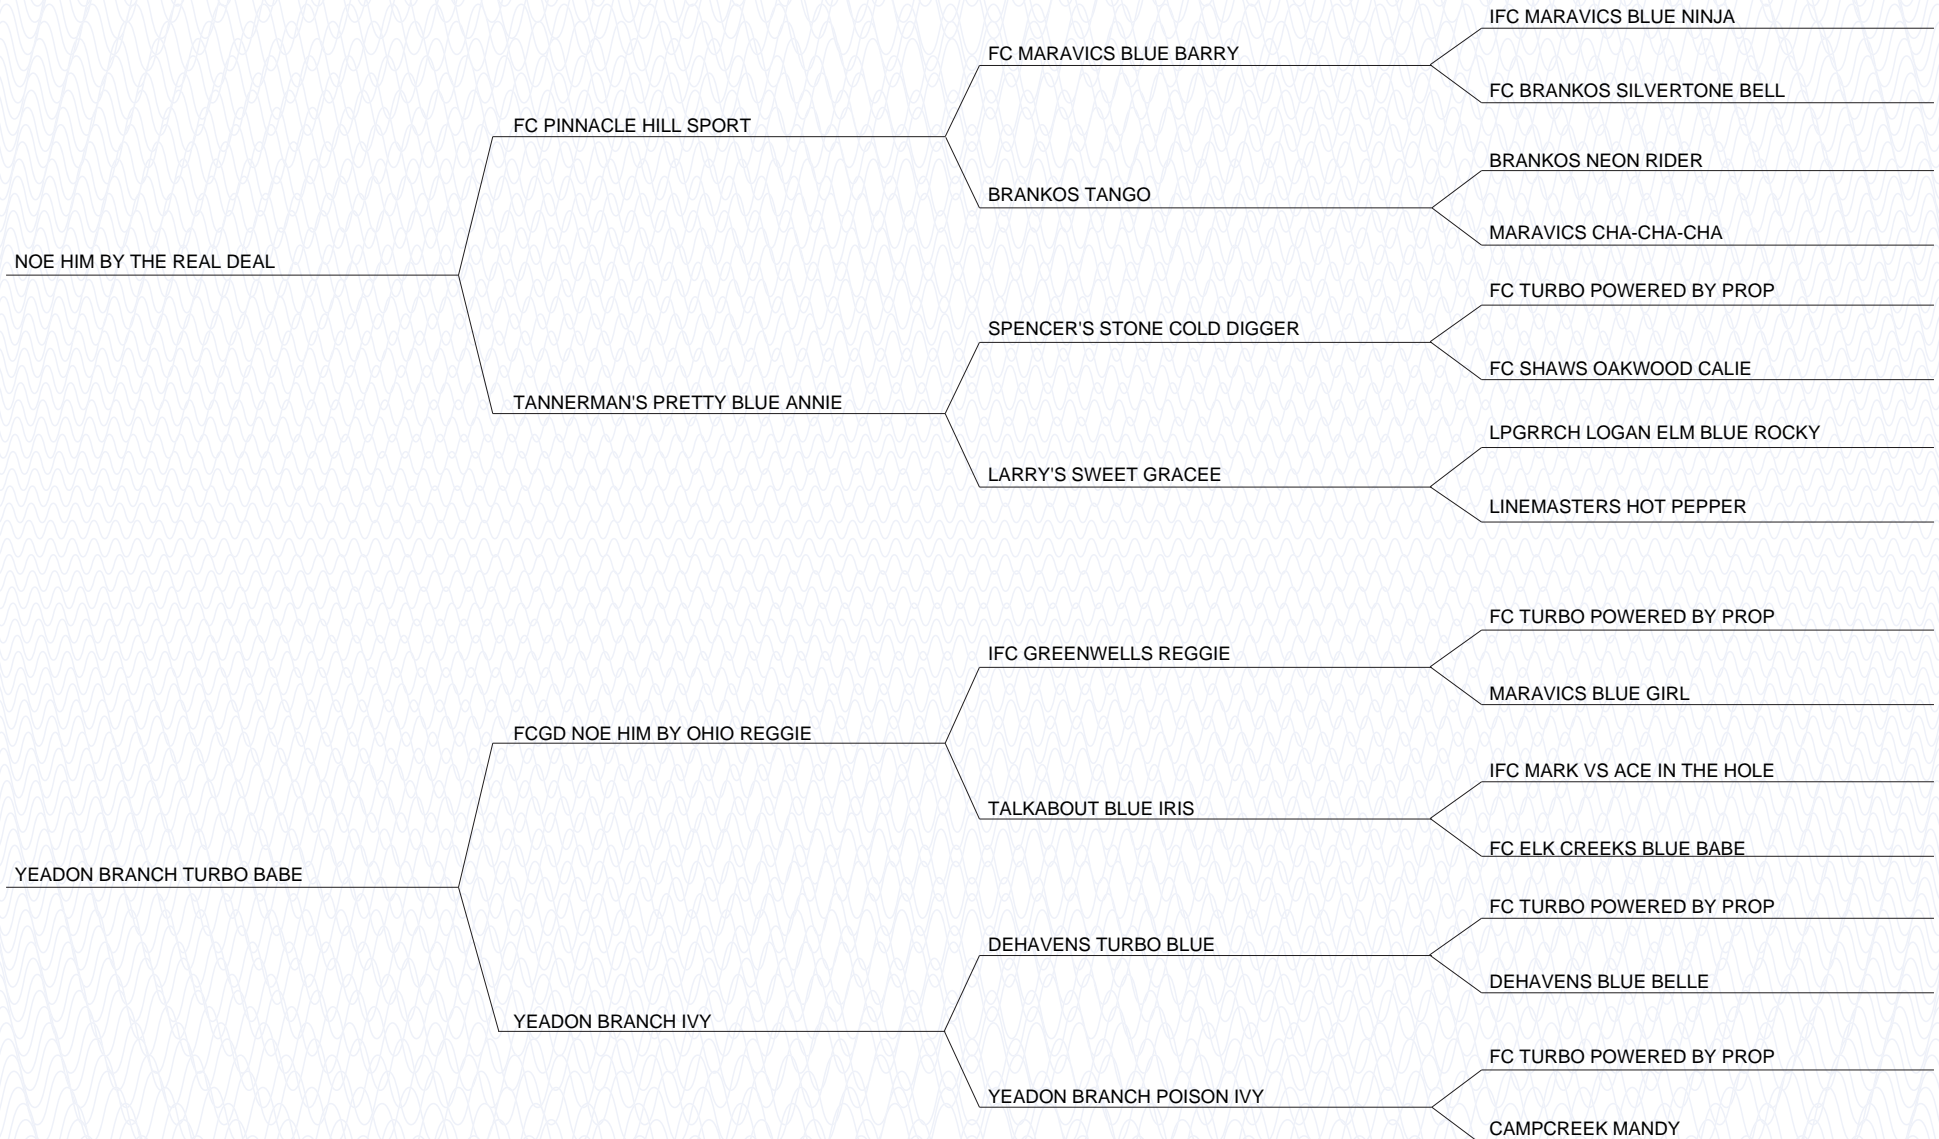 IFC MARAVICS BLUE NINJA
FC MARAVICS BLUE BARRY
FC BRANKOS SILVERTONE BELL
FC PINNACLE HILL SPORT
BRANKOS NEON RIDER
BRANKOS TANGO
MARAVICS CHA-CHA-CHA
NOE HIM BY THE REAL DEAL
FC TURBO POWERED BY PROP
SPENCER'S STONE COLD DIGGER
FC SHAWS OAKWOOD CALIE
TANNERMAN'S PRETTY BLUE ANNIE
LPGRRCH LOGAN ELM BLUE ROCKY
LARRY'S SWEET GRACEE
LINEMASTERS HOT PEPPER
FC TURBO POWERED BY PROP
IFC GREENWELLS REGGIE
MARAVICS BLUE GIRL
FCGD NOE HIM BY OHIO REGGIE
IFC MARK VS ACE IN THE HOLE
TALKABOUT BLUE IRIS
FC ELK CREEKS BLUE BABE
YEADON BRANCH TURBO BABE
FC TURBO POWERED BY PROP
DEHAVENS TURBO BLUE
DEHAVENS BLUE BELLE
YEADON BRANCH IVY
FC TURBO POWERED BY PROP
YEADON BRANCH POISON IVY
CAMPCREEK MANDY